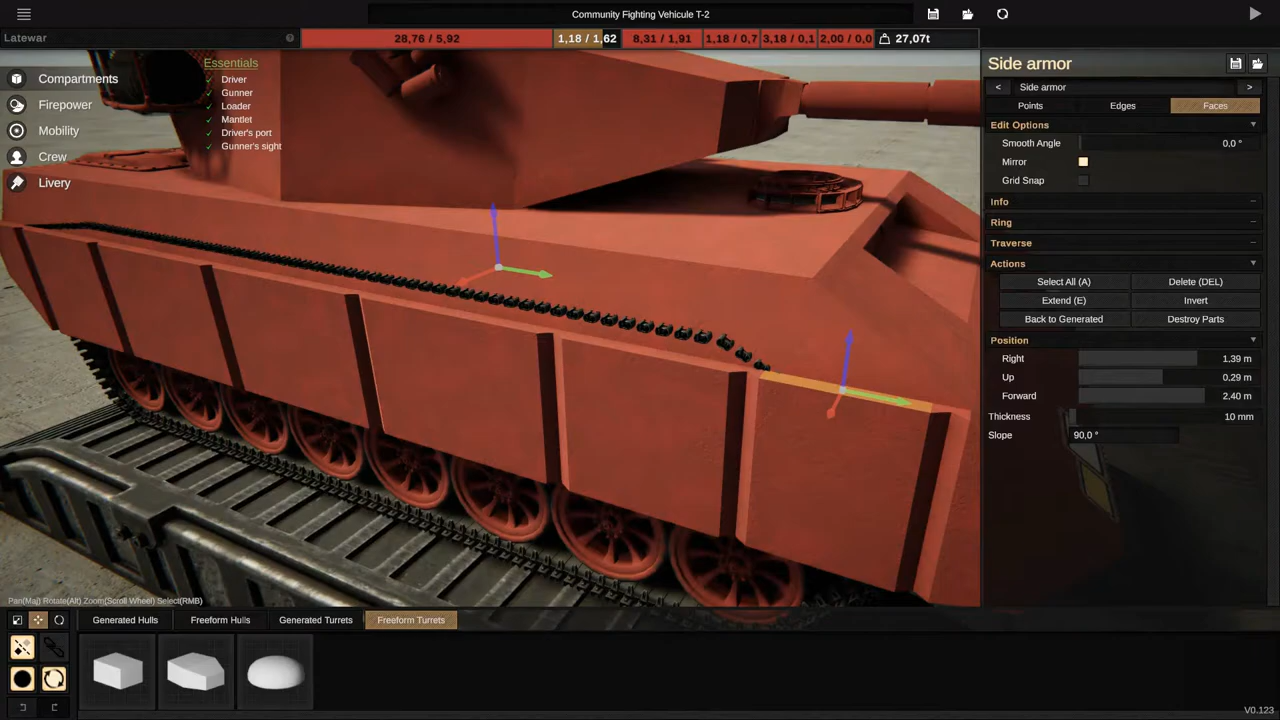 Community Fighting Vehicule T-2
Latewar
28,76 / 5,92
1,18 / 1,62
8,31 / 1,91
1,18 / 0,7
3,18 / 0,1
2,00 / 0,0
27,07t
Compartments
Firepower
Mobility
Crew
Livery
Essentials
✓ Driver
✓ Gunner
✓ Loader
✓ Mantlet
✓ Driver's port
✓ Gunner's sight
Side armor
< Side armor >
Points Edges Faces
Edit Options
Smooth Angle 0.0 °
Mirror
Grid Snap
Info
Ring
Traverse
Actions
Select All (A) Delete (DEL)
Extend (E) Invert
Back to Generated Destroy Parts
Position
Right 1.39 m
Up 0.29 m
Forward 2.40 m
Thickness 10 mm
Slope 90,0 °
Pan(Maj) Rotate(Alt) Zoom(Scroll Wheel) Select(RMB)
Generated Hulls Freeform Hulls Generated Turrets Freeform Turrets
V0.123